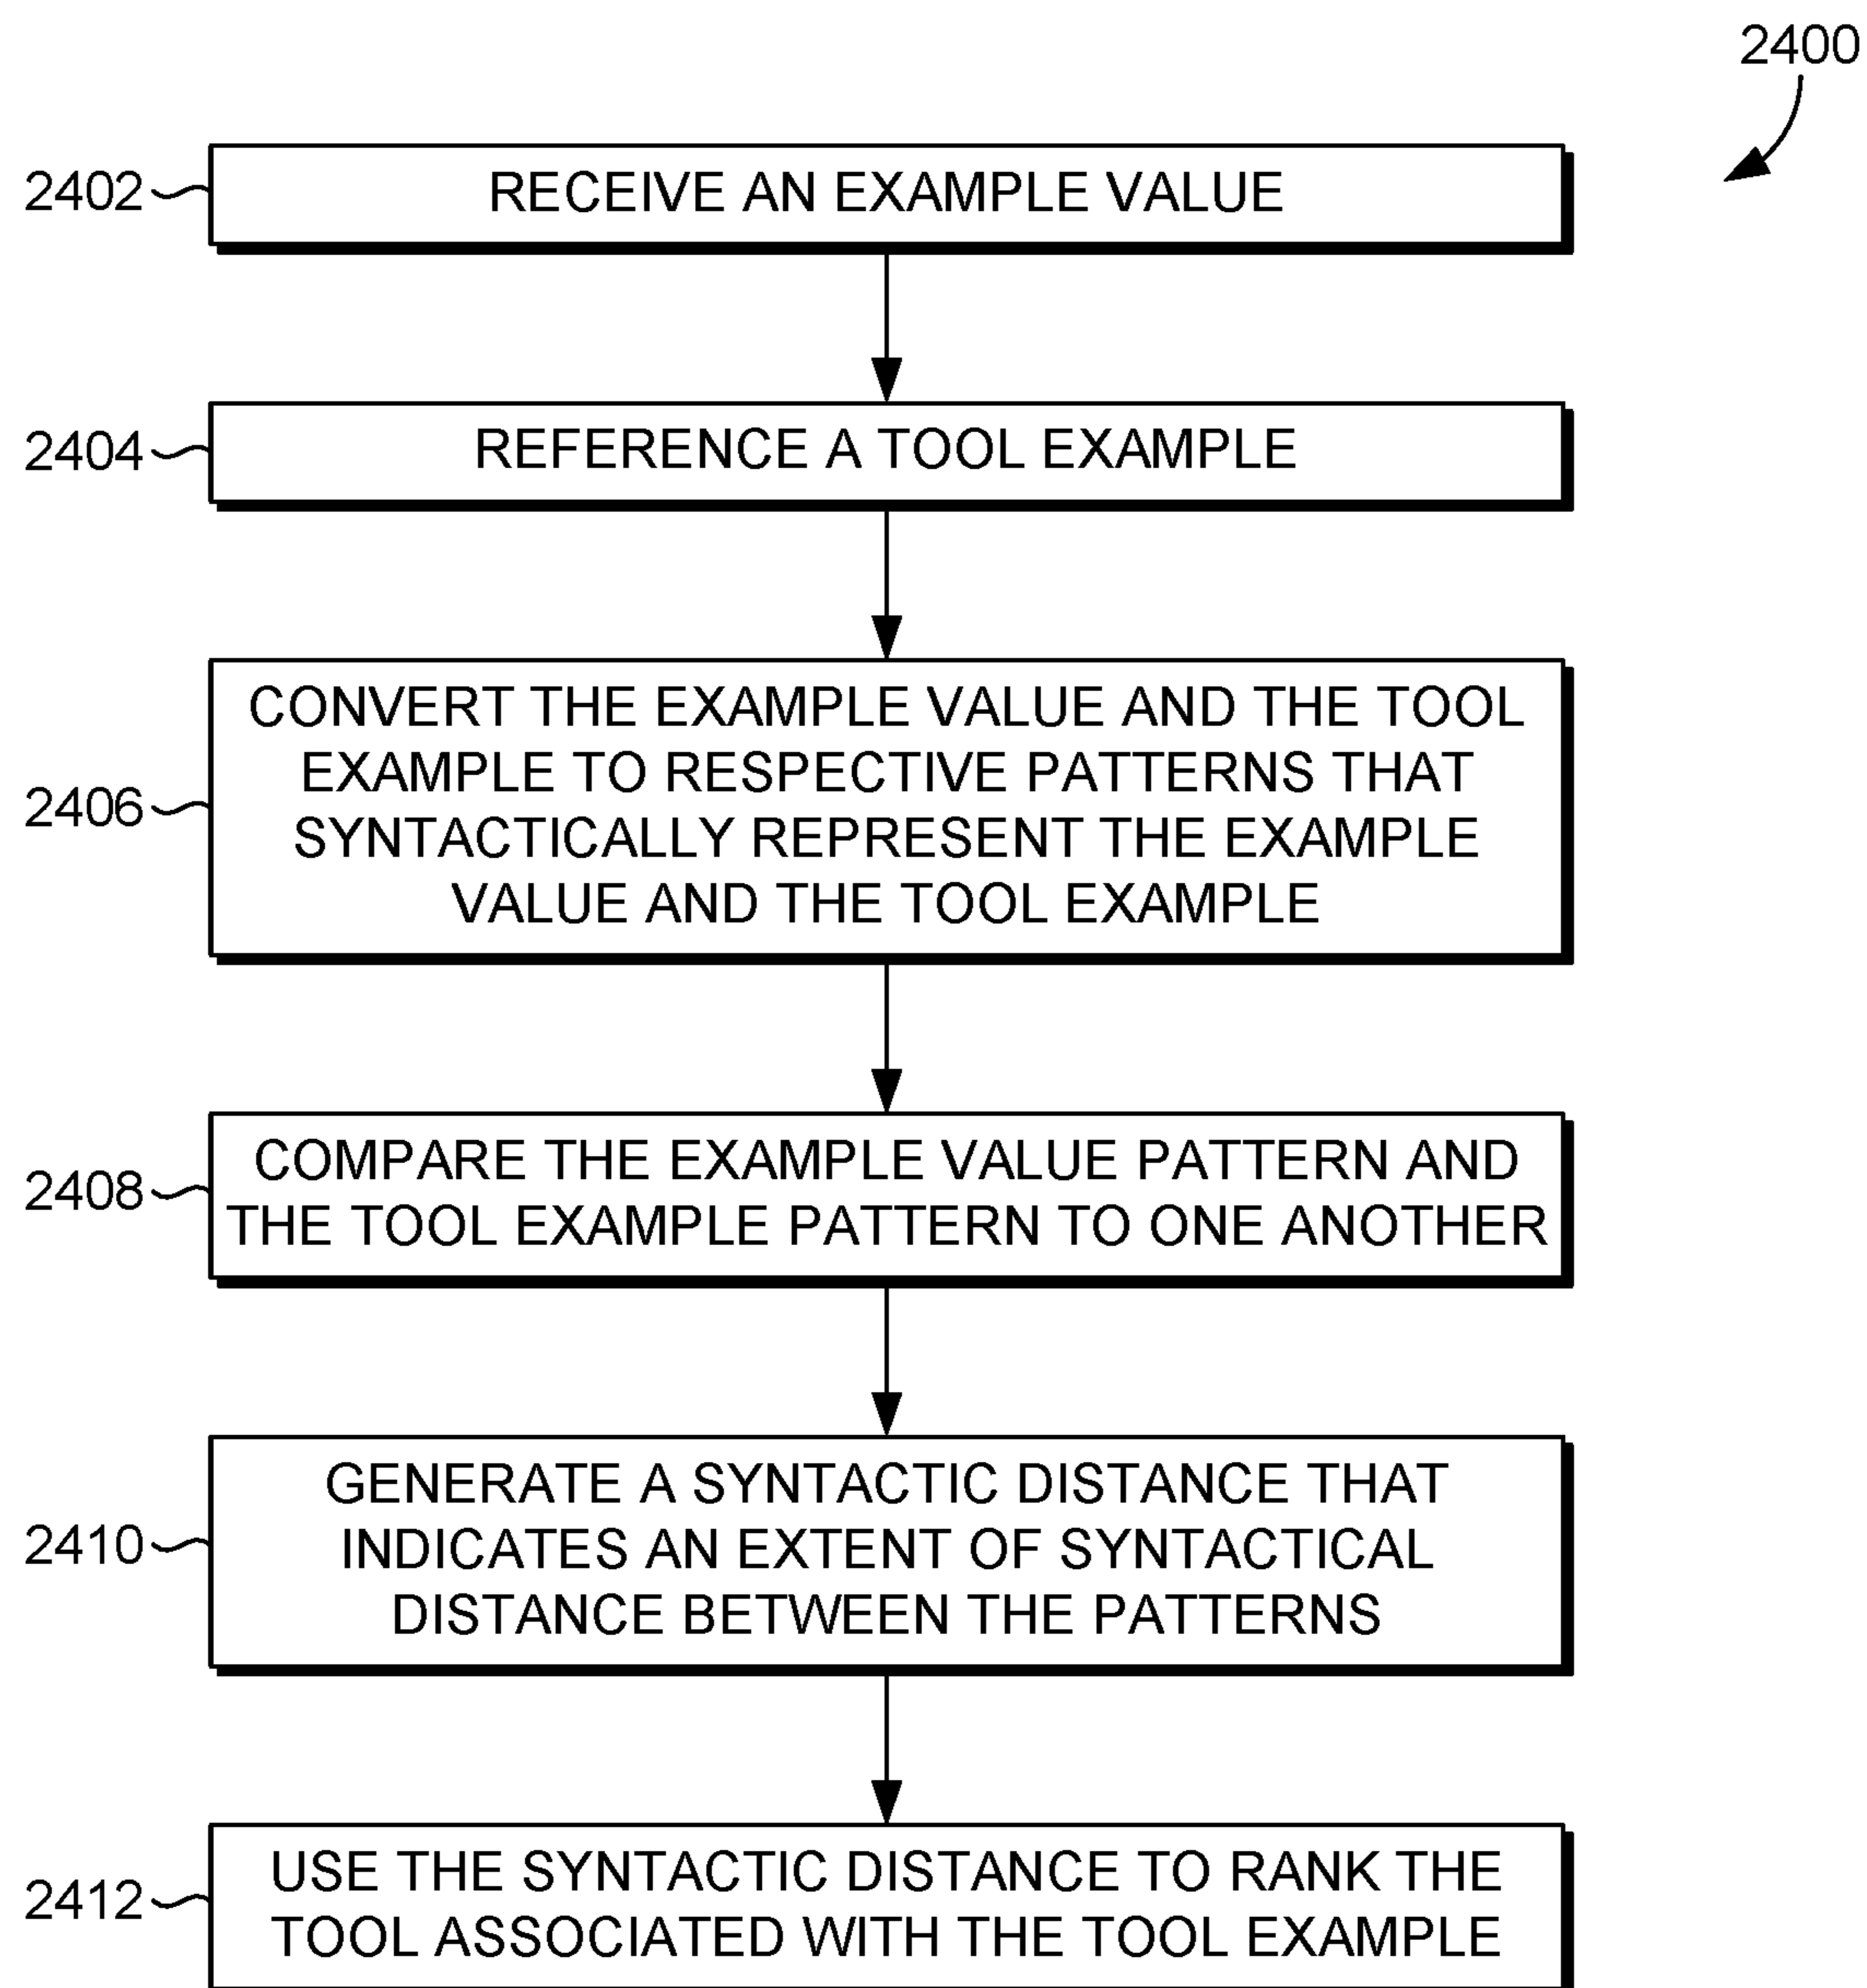 2400
2402
RECEIVE AN EXAMPLE VALUE
2404
REFERENCE A TOOL EXAMPLE
2406
CONVERT THE EXAMPLE VALUE AND THE TOOL
EXAMPLE TO RESPECTIVE PATTERNS THAT
SYNTACTICALLY REPRESENT THE EXAMPLE
VALUE AND THE TOOL EXAMPLE
2408
COMPARE THE EXAMPLE VALUE PATTERN AND
THE TOOL EXAMPLE PATTERN TO ONE ANOTHER
2410
GENERATE A SYNTACTIC DISTANCE THAT
INDICATES AN EXTENT OF SYNTACTICAL
DISTANCE BETWEEN THE PATTERNS
2412
USE THE SYNTACTIC DISTANCE TO RANK THE
TOOL ASSOCIATED WITH THE TOOL EXAMPLE